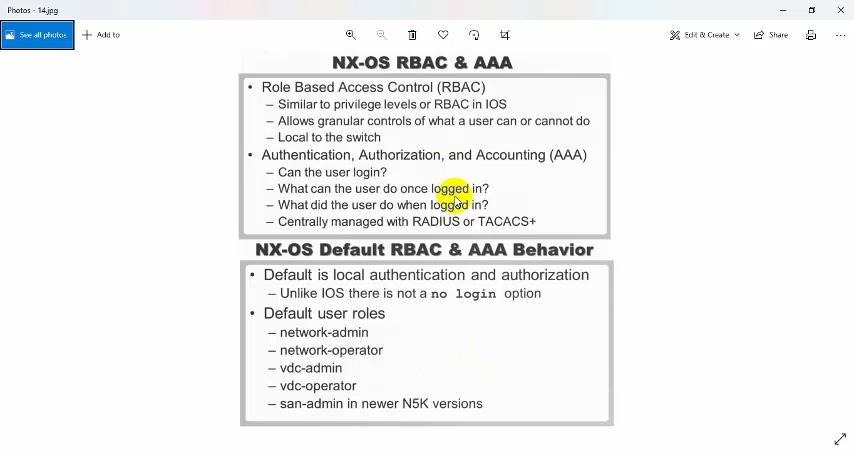 Photos - 14.jpg
See all photos
Add to
Edit & Create
Share
NX-OS RBAC & AAA
• Role Based Access Control (RBAC)
– Similar to privilege levels or RBAC in IOS
– Allows granular controls of what a user can or cannot do
– Local to the switch
• Authentication, Authorization, and Accounting (AAA)
– Can the user login?
– What can the user do once logged in?
– What did the user do when logged in?
– Centrally managed with RADIUS or TACACS+
NX-OS Default RBAC & AAA Behavior
• Default is local authentication and authorization
– Unlike IOS there is not a no login option
• Default user roles
– network-admin
– network-operator
– vdc-admin
– vdc-operator
– san-admin in newer N5K versions